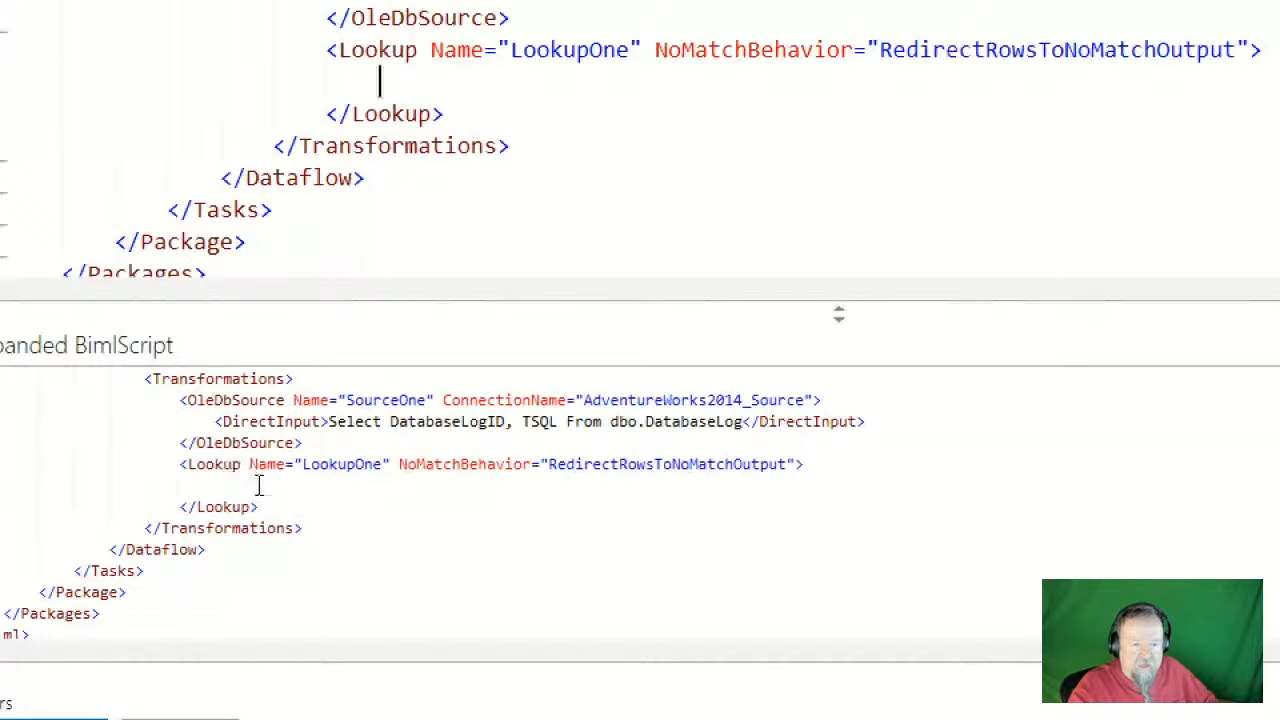 </OleDbSource>
<Lookup Name="LookupOne" NoMatchBehavior="RedirectRowsToNoMatchOutput">
</Lookup>
</Transformations>
</Dataflow>
</Tasks>
</Package>
</Packages>
panded BimlScript
<Transformations>
<OleDbSource Name="SourceOne" ConnectionName="AdventureWorks2014_Source">
<DirectInput>Select DatabaseLogID, TSQL From dbo.DatabaseLog</DirectInput>
</OleDbSource>
<Lookup Name="LookupOne" NoMatchBehavior="RedirectRowsToNoMatchOutput">
</Lookup>
</Transformations>
</Dataflow>
</Tasks>
</Package>
</Packages>
ml>
rs